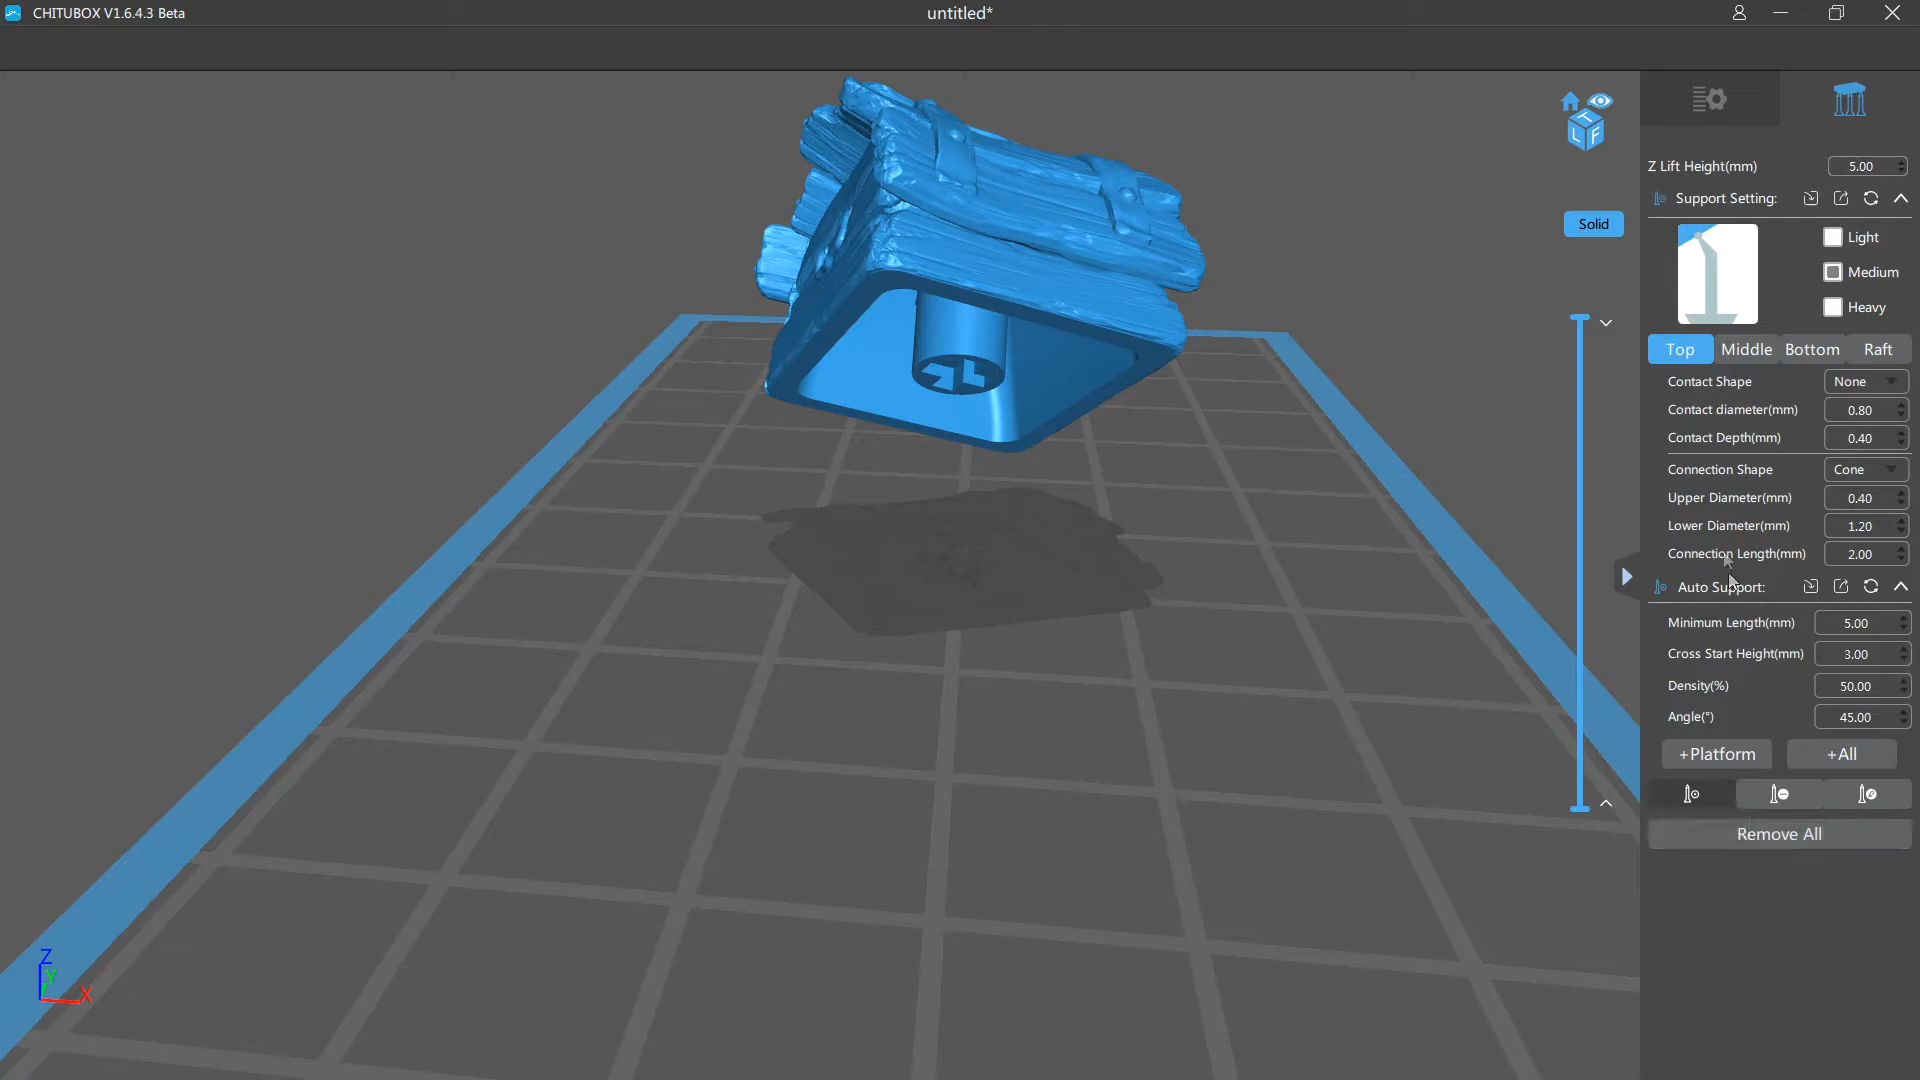 CHITUBOX V1.6.4.3 Beta
untitled*
T
L F
Solid
Z Lift Height(mm) 5.00
Support Setting:
Light
Medium
Heavy
Top Middle Bottom Raft
Contact Shape None
Contact diameter(mm) 0.80
Contact Depth(mm) 0.40
Connection Shape Cone
Upper Diameter(mm) 0.40
Lower Diameter(mm) 1.20
Connection Length(mm) 2.00
Auto Support:
Minimum Length(mm) 5.00
Cross Start Height(mm) 3.00
Density(%) 50.00
Angle(°) 45.00
+Platform +All
Remove All
Z
Y
X